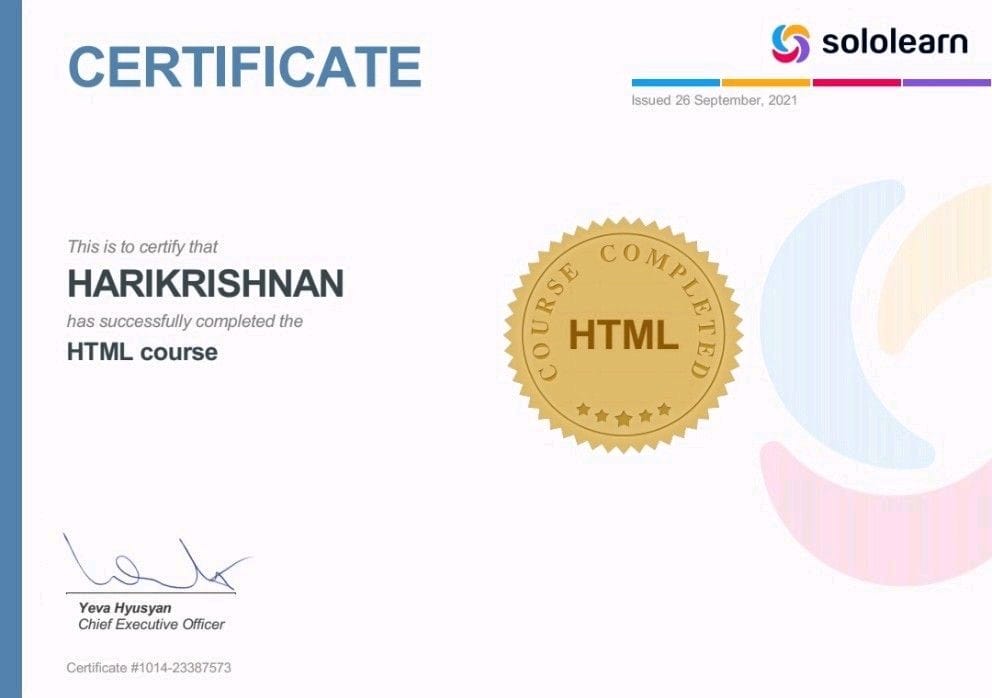 CERTIFICATE
sololearn
Issued 26 September, 2021
This is to certify that
HARIKRISHNAN
has successfully completed the
HTML course
COURSE COMPLETED
HTML
Yeva Hyusyan
Chief Executive Officer
Certificate #1014-23387573